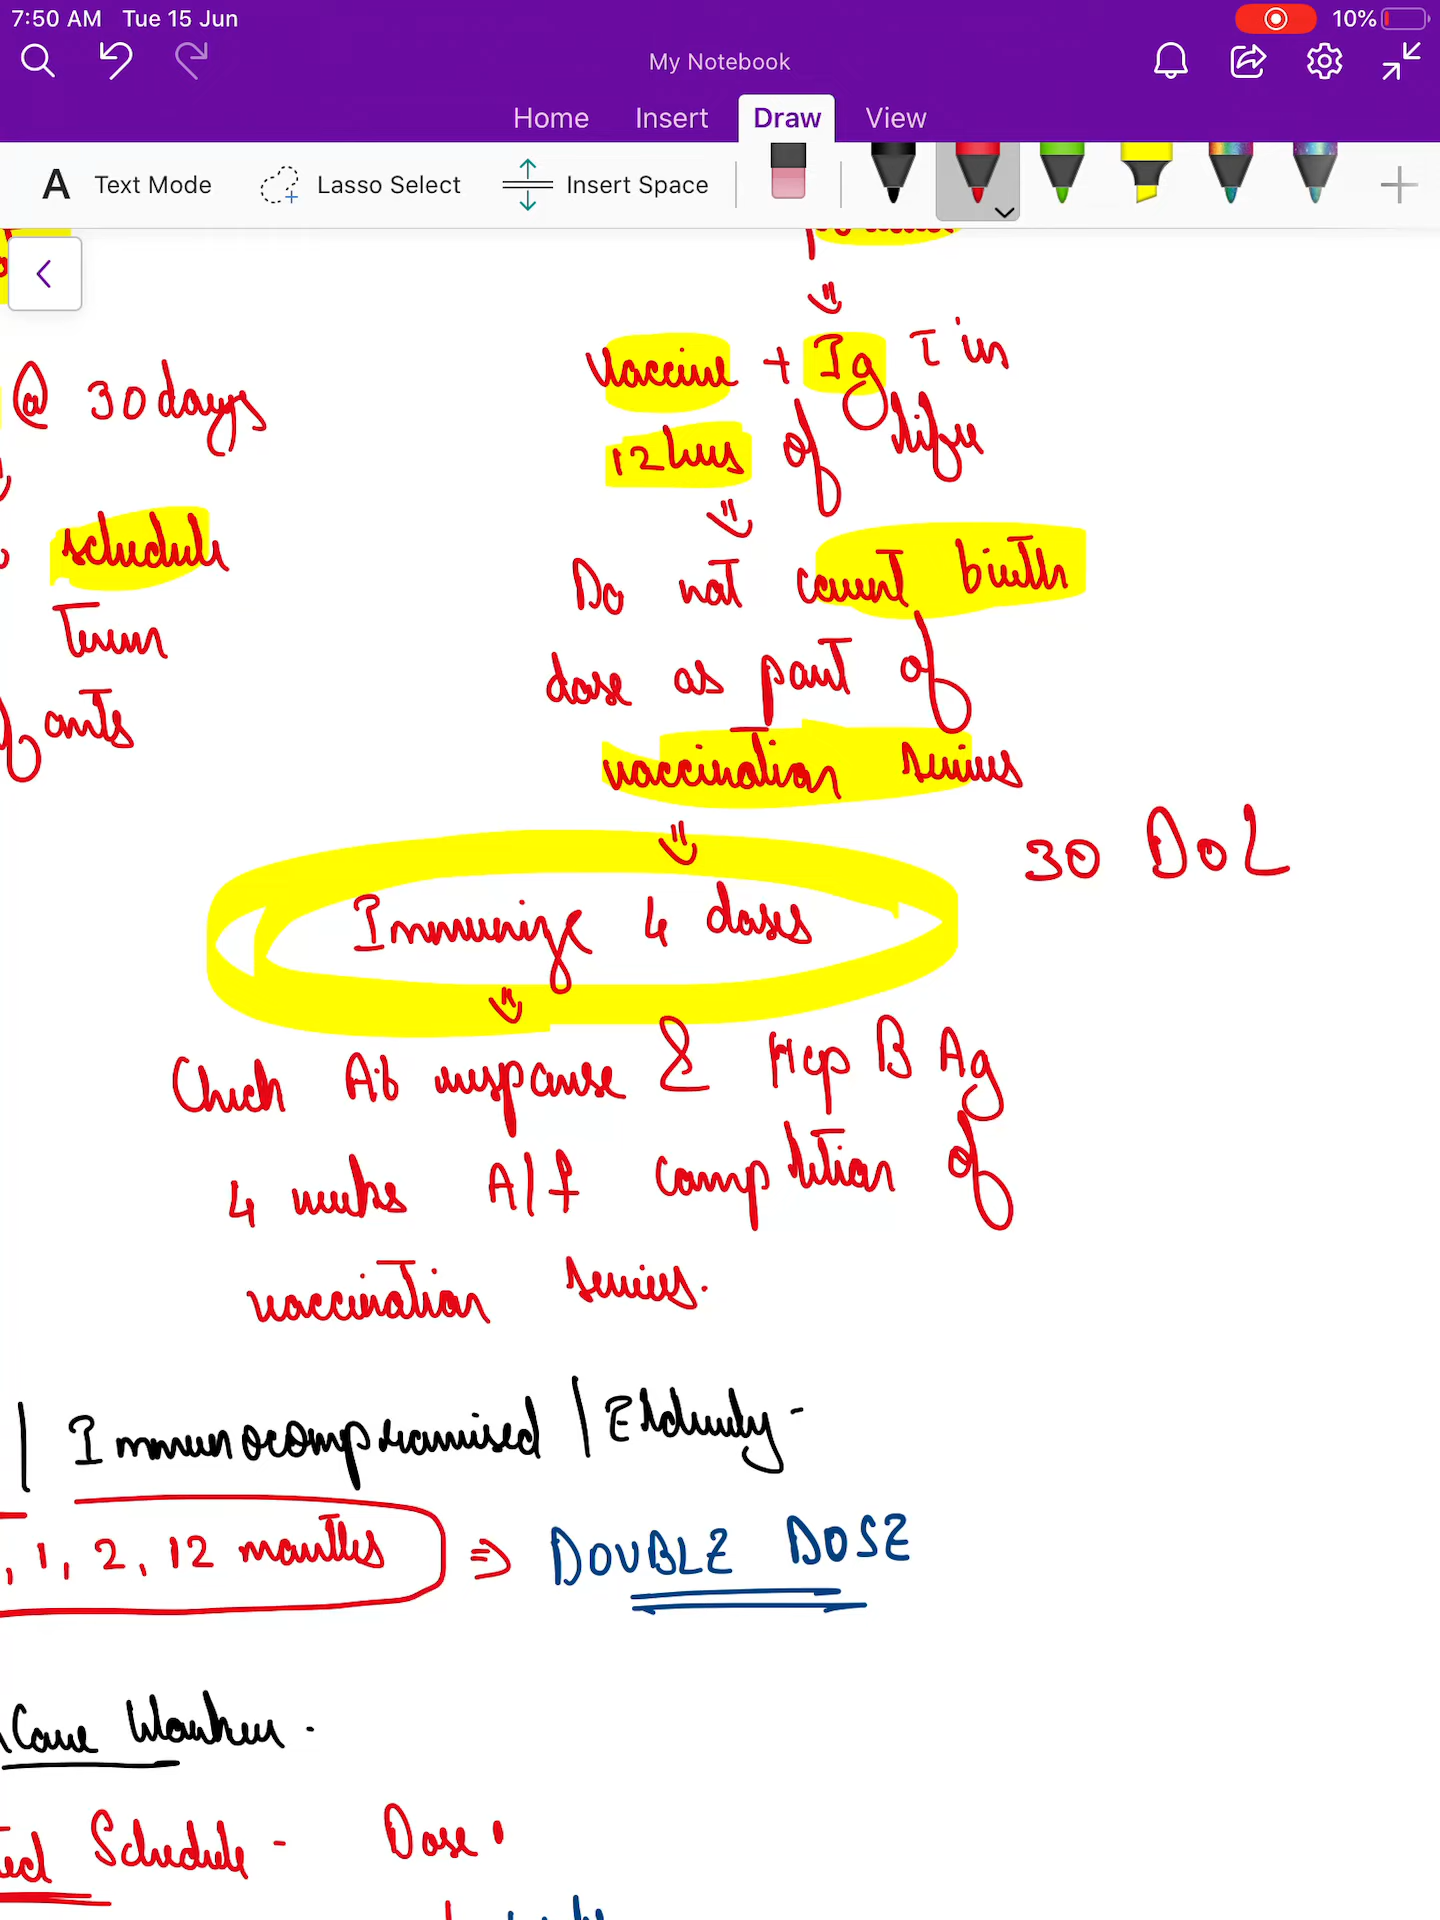 7:50 AM Tue 15 Jun
10%
My Notebook
Home Insert Draw View
A Text Mode Lasso Select Insert Space
Vaccine + Ig T in
@ 30 days
12 hrs of life
schedule
Do not count birth
Term
dose as part of
ants
vaccination series
30 DOL
Immunize 4 doses
Check Ab response & Hep B Ag
4 weeks A/f completion of
vaccination series.
| Immunocompromised | Elderly -
, 1, 2, 12 months ⇒ DOUBLE DOSE
Care Worker .
ted Schedule - Dose .